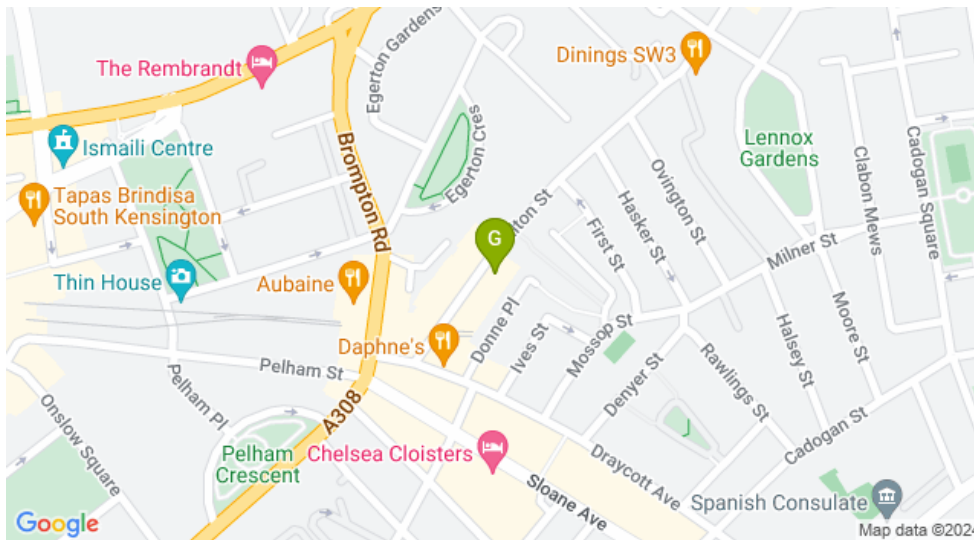 The Rembrandt
Ismaili Centre
Tapas Brindisa
South Kensington
Thin House
Aubaine
Brompton Rd
Egerton Gardens
Egerton Cres
Dinings SW3
Lennox
Gardens
Ovington St
Hasker St
First St
G
Milner St
Clabon Mews
Cadogan Square
Moore St
Halsey St
Rawlings St
Mossop St
Denyer St
Ives St
Donne Pl
Daphne's
Pelham St
Pelham Pl
Onslow Square
A308
Pelham
Crescent
Chelsea Cloisters
Sloane Ave
Draycott Ave
Cadogan St
Spanish Consulate
Google
Map data ©2024